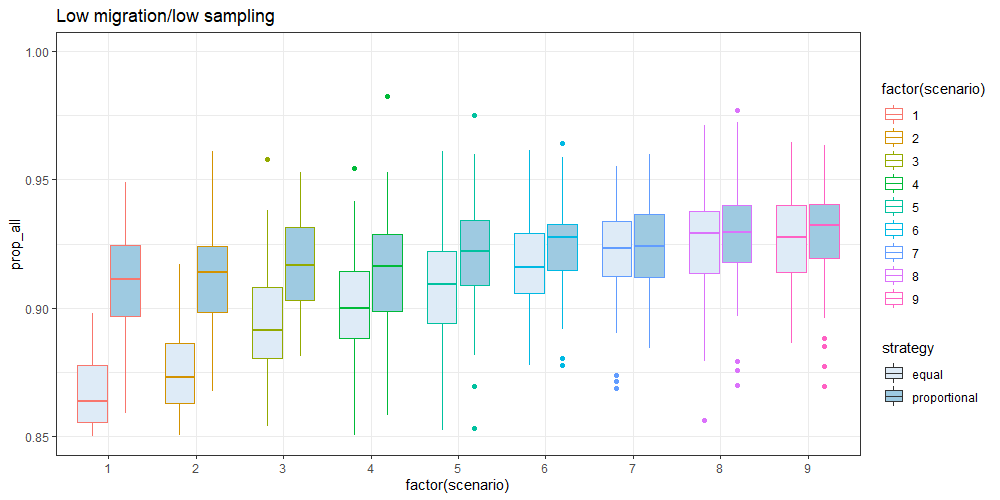 Low migration/low sampling
prop_all
1.00
0.95
0.90
0.85
1 2 3 4 5 6 7 8 9
factor(scenario)
factor(scenario)
1
2
3
4
5
6
7
8
9
strategy
equal
proportional